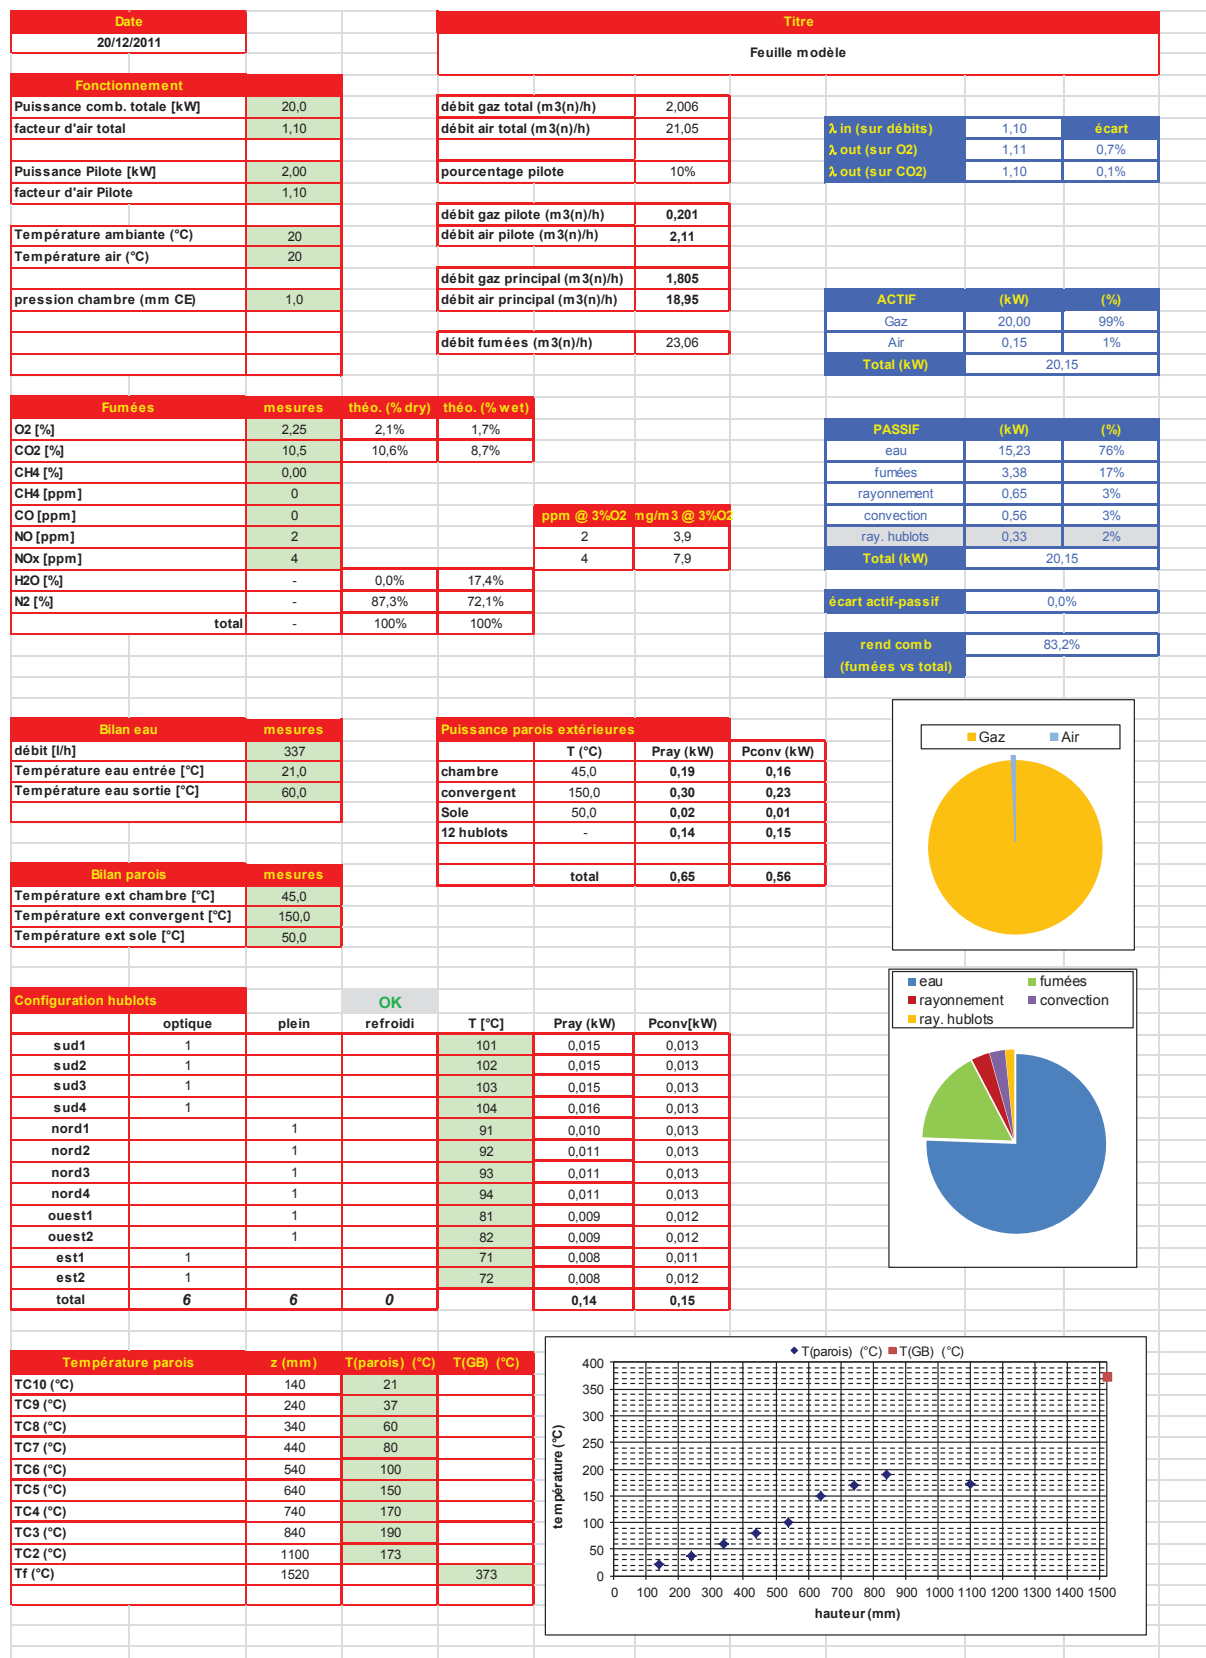 Date Titre
20/12/2011
Feuille modèle
Fonctionnement
Puissance comb. totale [kW] 20,0 débit gaz total (m3(n)/h) 2,006
facteur d'air total 1,10 débit air total (m3(n)/h) 21,05 λ in (sur débits) 1,10 écart
λ out (sur O2) 1,11 0,7%
Puissance Pilote [kW] 2,00 pourcentage pilote 10% λ out (sur CO2) 1,10 0,1%
facteur d'air Pilote 1,10
débit gaz pilote (m3(n)/h) 0,201
Température ambiante (°C) 20 débit air pilote (m3(n)/h) 2,11
Température air (°C) 20
débit gaz principal (m3(n)/h) 1,805
pression chambre (mm CE) 1,0 débit air principal (m3(n)/h) 18,95 ACTIF (kW) (%)
Gaz 20,00 99%
débit fumées (m3(n)/h) 23,06 Air 0,15 1%
Total (kW) 20,15
Fumées mesures théo. (% dry) théo. (% wet)
O2 [%] 2,25 2,1% 1,7% PASSIF (kW) (%)
CO2 [%] 10,5 10,6% 8,7% eau 15,23 76%
CH4 [%] 0,00 fumées 3,38 17%
CH4 [ppm] 0 rayonnement 0,65 3%
CO [ppm] 0 ppm @ 3%O2 mg/m3 @ 3%O2 convection 0,56 3%
NO [ppm] 2 2 3,9 ray. hublots 0,33 2%
NOx [ppm] 4 4 7,9 Total (kW) 20,15
H2O [%] - 0,0% 17,4%
N2 [%] - 87,3% 72,1% écart actif-passif 0,0%
total - 100% 100%
rend comb 83,2%
(fumées vs total)
Bilan eau mesures Puissance parois extérieures
débit [l/h] 337 T (°C) Pray (kW) Pconv (kW)
Température eau entrée [°C] 21,0 chambre 45,0 0,19 0,16
Température eau sortie [°C] 60,0 convergent 150,0 0,30 0,23
Sole 50,0 0,02 0,01
12 hublots - 0,14 0,15
Bilan parois mesures total 0,65 0,56
Température ext chambre [°C] 45,0
Température ext convergent [°C] 150,0
Température ext sole [°C] 50,0
Gaz Air
Configuration hublots OK
optique plein refroidi T [°C] Pray (kW) Pconv[kW)
sud1 1 101 0,015 0,013
sud2 1 102 0,015 0,013
sud3 1 103 0,015 0,013
sud4 1 104 0,016 0,013
nord1 1 91 0,010 0,013
nord2 1 92 0,011 0,013
nord3 1 93 0,011 0,013
nord4 1 94 0,011 0,013
ouest1 1 81 0,009 0,012
ouest2 1 82 0,009 0,012
est1 1 71 0,008 0,011
est2 1 72 0,008 0,012
total 6 6 0 0,14 0,15
eau fumées
rayonnement convection
ray. hublots
Température parois z (mm) T(parois) (°C) T(GB) (°C)
TC10 (°C) 140 21
TC9 (°C) 240 37
TC8 (°C) 340 60
TC7 (°C) 440 80
TC6 (°C) 540 100
TC5 (°C) 640 150
TC4 (°C) 740 170
TC3 (°C) 840 190
TC2 (°C) 1100 173
Tf (°C) 1520 373
T(parois) (°C) T(GB) (°C)
température (°C)
400
350
300
250
200
150
100
50
0
0 100 200 300 400 500 600 700 800 900 1000 1100 1200 1300 1400 1500
hauteur (mm)